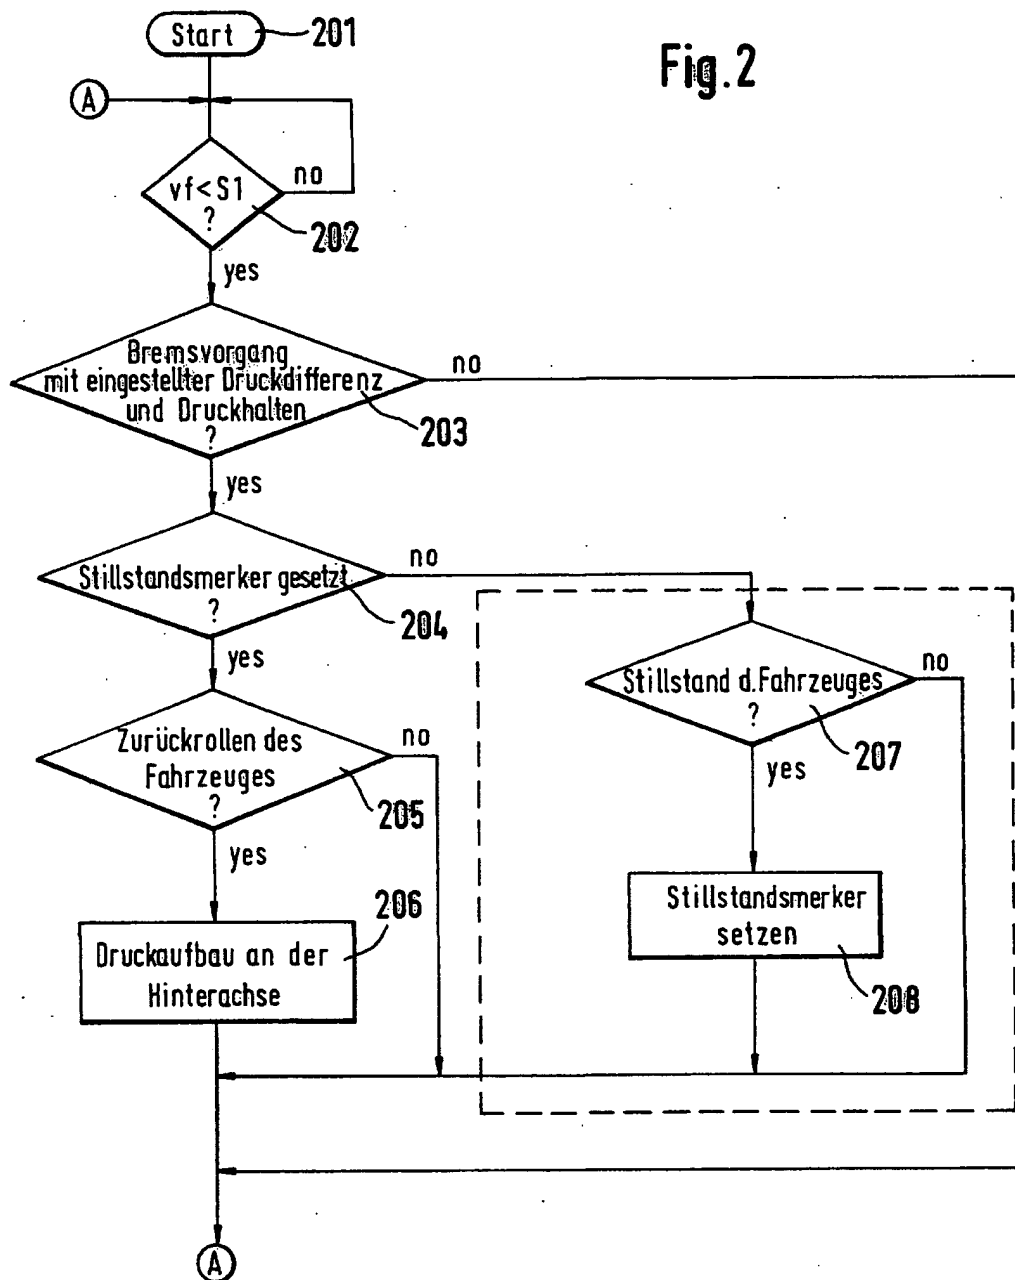 Start
201
Fig.2
A
vf<S1
?
no
202
yes
Bremsvorgang
mit eingestellter Druckdifferenz
und Druckhalten
?
no
203
yes
Stillstandsmerker gesetzt
?
no
204
yes
Stillstand d.Fahrzeuges
?
no
207
yes
Zurückrollen des
Fahrzeuges
?
no
205
yes
Stillstandsmerker
setzen
208
206
Druckaufbau an der
Hinterachse
A